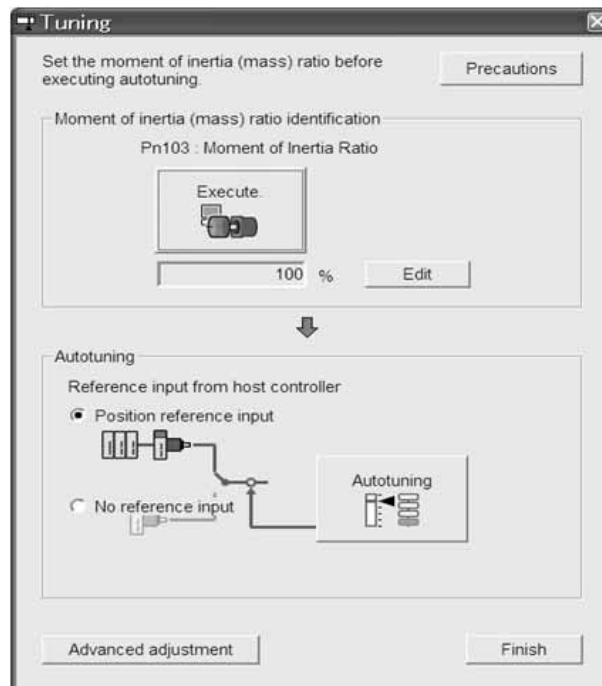 Tuning
Set the moment of inertia (mass) ratio before
executing autotuning.
Precautions
Moment of inertia (mass) ratio identification
Pn103 : Moment of Inertia Ratio
Execute.
100 %
Edit
Autotuning
Reference input from host controller
Position reference input
No reference input
Autotuning
Advanced adjustment
Finish